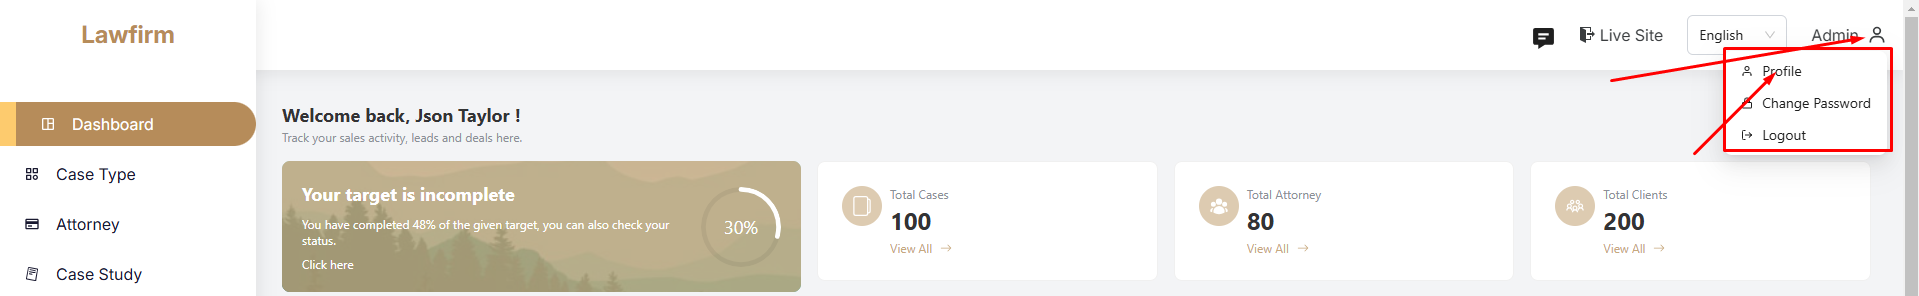 Lawfirm
Live Site
English
Admin
Profile
Change Password
Logout
Dashboard
Case Type
Attorney
Case Study
Welcome back, Json Taylor !
Track your sales activity, leads and deals here.
Your target is incomplete
You have completed 48% of the given target, you can also check your
status.
Click here
30%
Total Cases
100
View All
Total Attorney
80
View All
Total Clients
200
View All